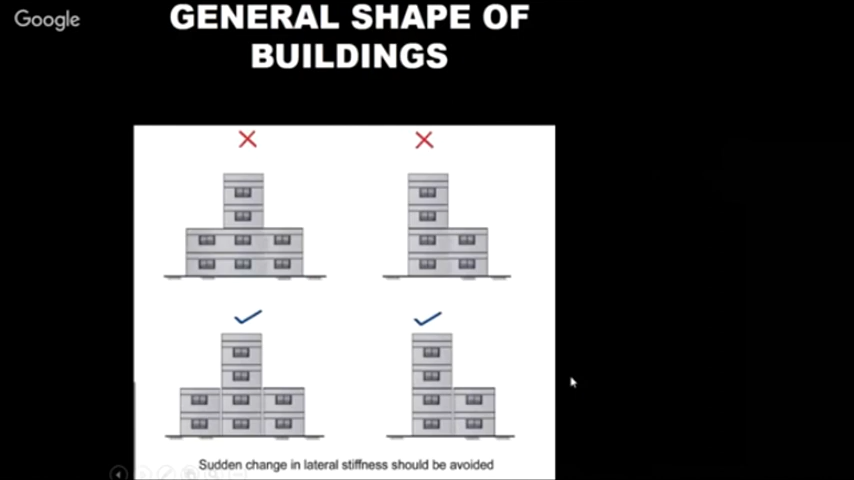 Google
GENERAL SHAPE OF
BUILDINGS
Sudden change in lateral stiffness should be avoided